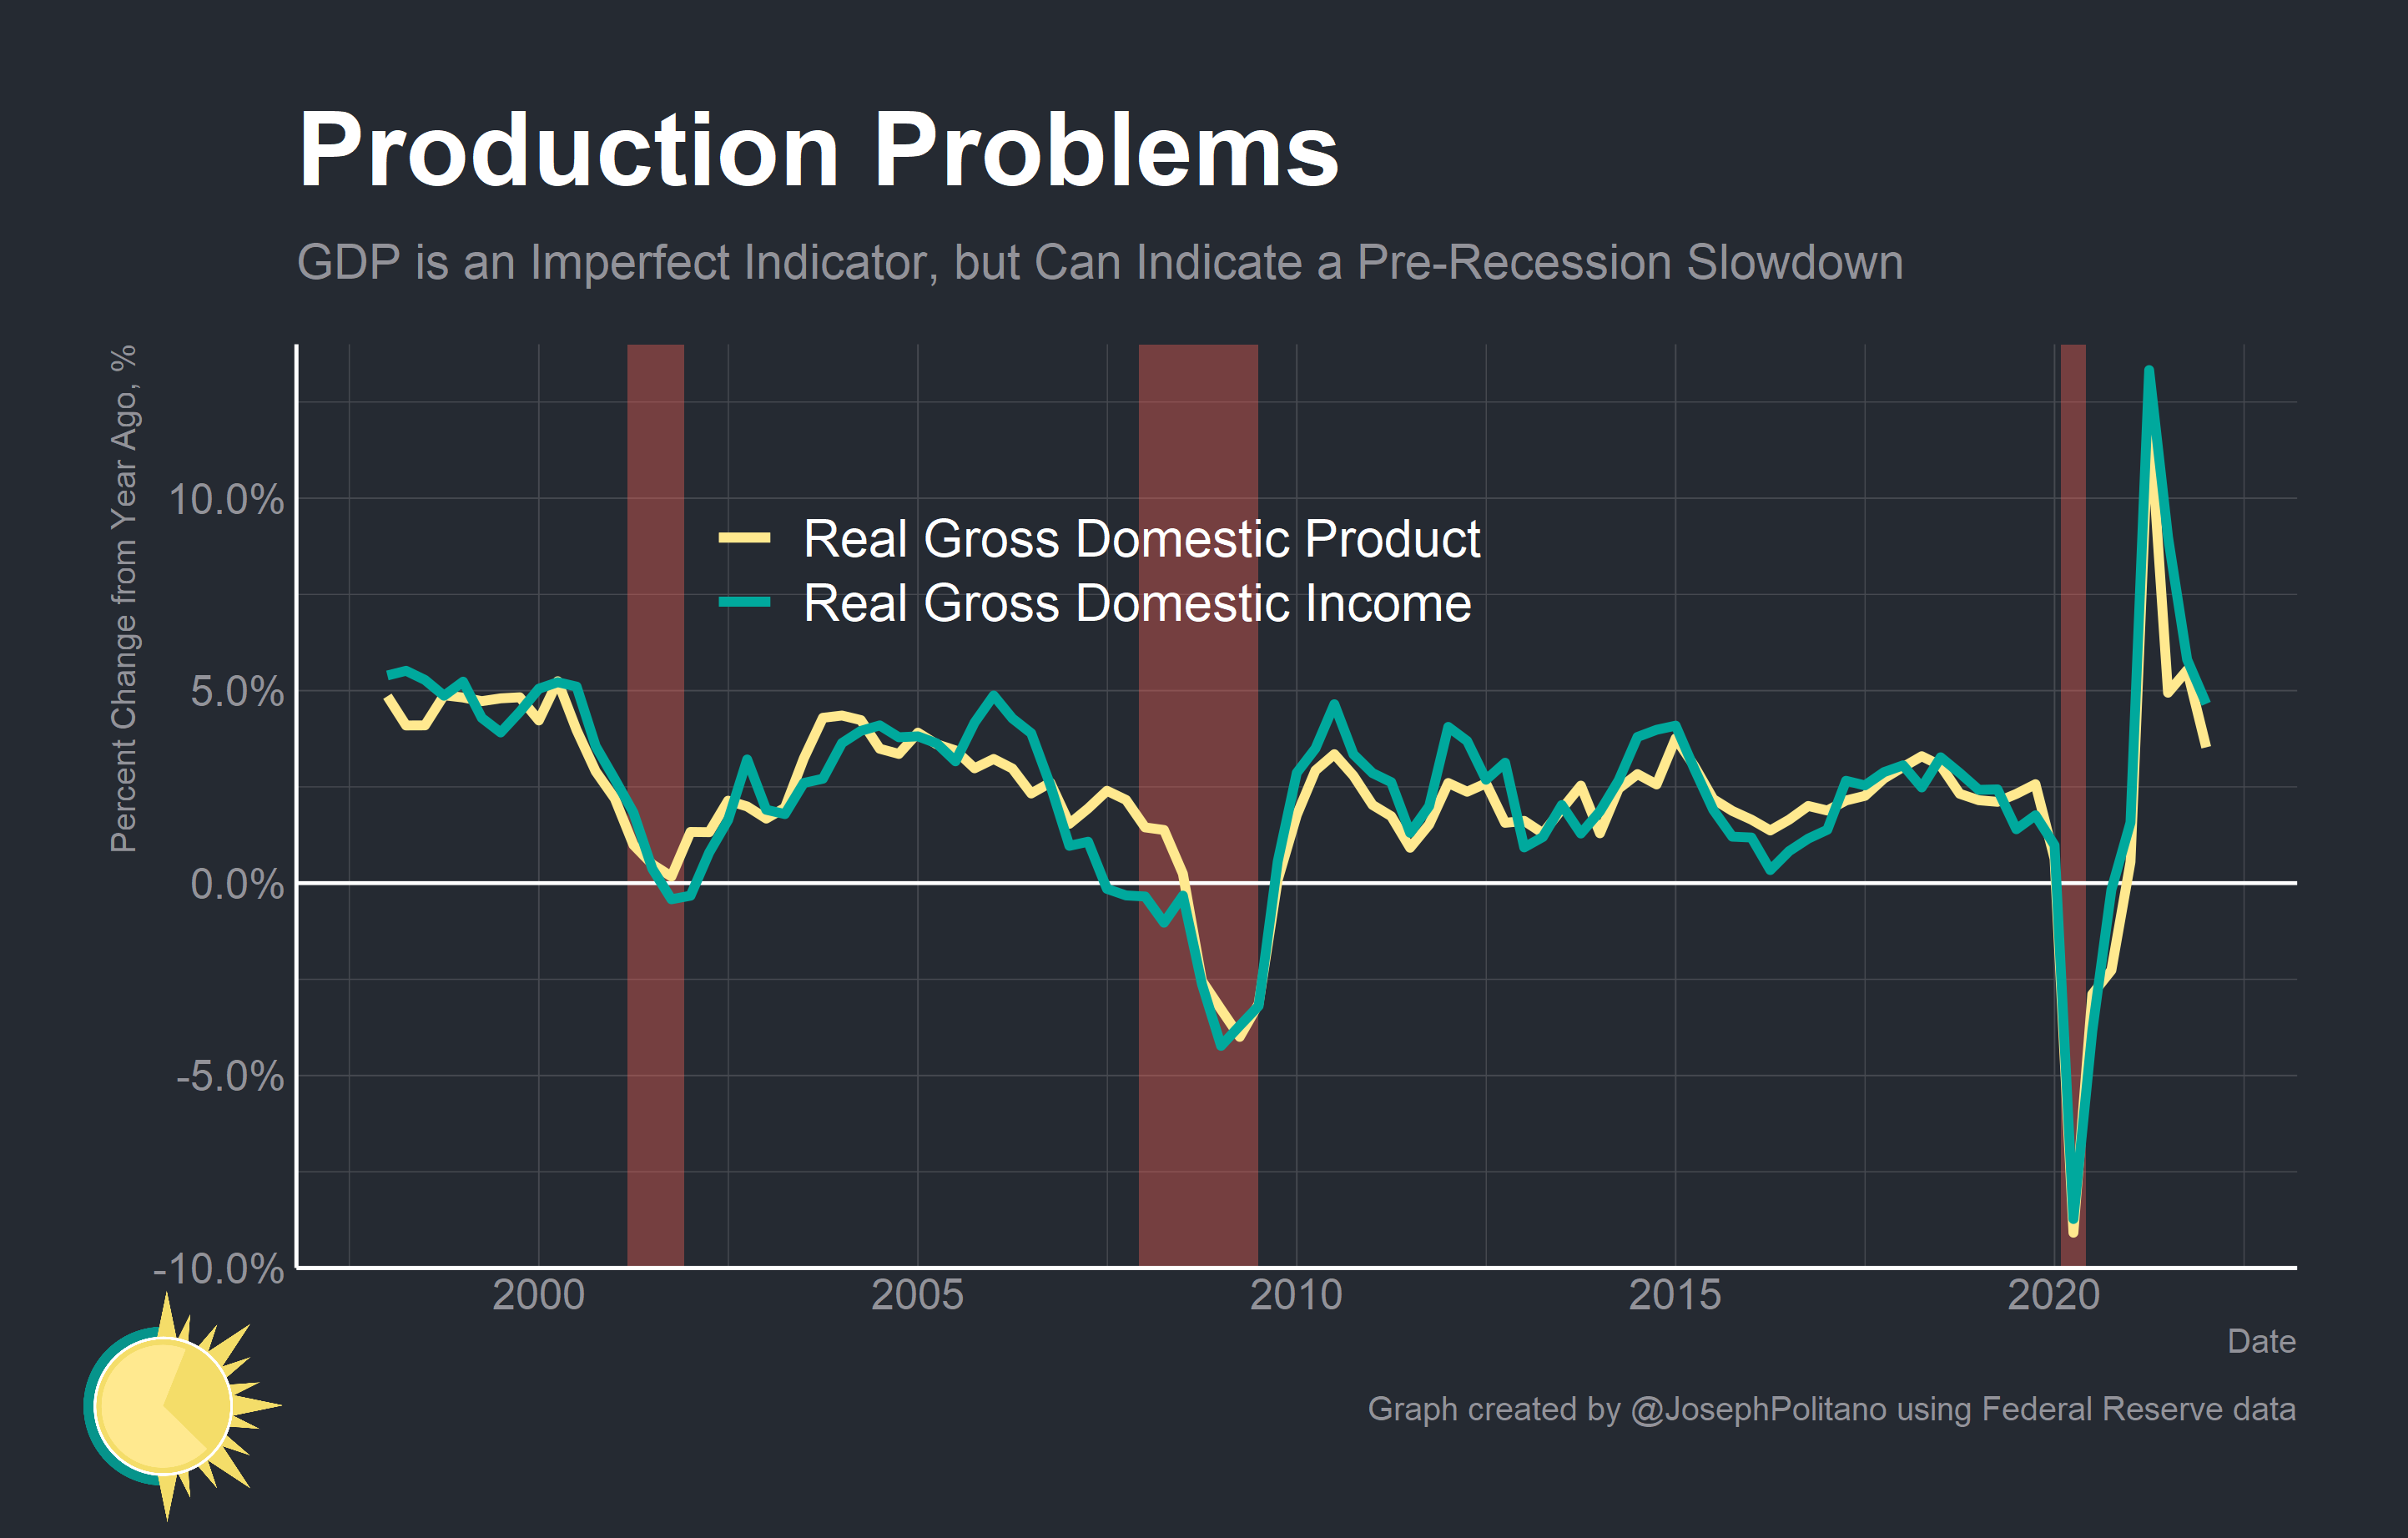 Production Problems
GDP is an Imperfect Indicator, but Can Indicate a Pre-Recession Slowdown
Percent Change from Year Ago, %
10.0%
5.0%
0.0%
-5.0%
-10.0%
Real Gross Domestic Product
Real Gross Domestic Income
2000
2005
2010
2015
2020
Date
Graph created by @JosephPolitano using Federal Reserve data